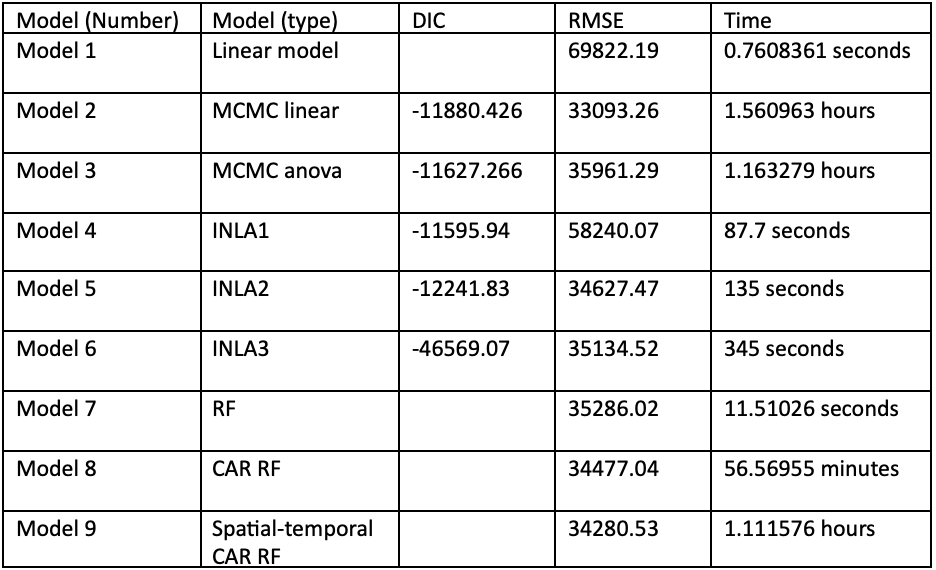 Model (Number) Model (type) DIC RMSE Time
Model 1 Linear model 69822.19 0.7608361 seconds
Model 2 MCMC linear -11880.426 33093.26 1.560963 hours
Model 3 MCMC anova -11627.266 35961.29 1.163279 hours
Model 4 INLA1 -11595.94 58240.07 87.7 seconds
Model 5 INLA2 -12241.83 34627.47 135 seconds
Model 6 INLA3 -46569.07 35134.52 345 seconds
Model 7 RF 35286.02 11.51026 seconds
Model 8 CAR RF 34477.04 56.56955 minutes
Model 9 Spatial-temporal 34280.53 1.111576 hours
CAR RF